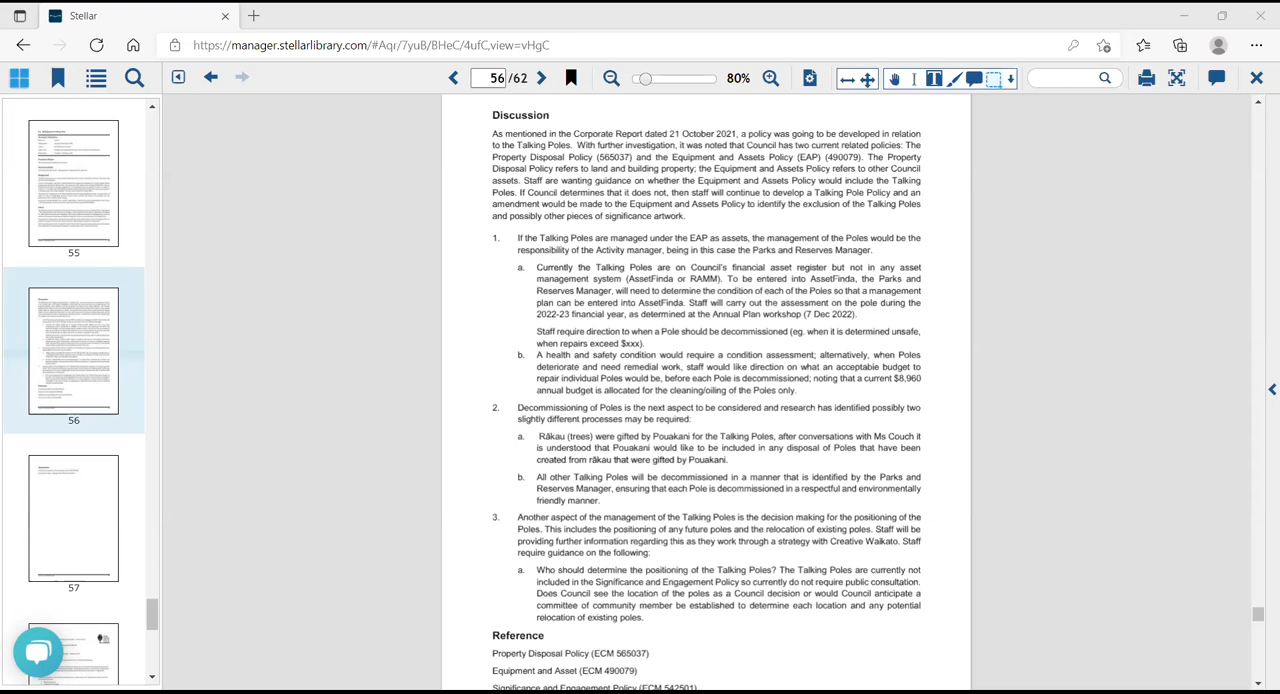 Stellar
https://manager.stellarlibrary.com/#Aqr/7yuB/BHeC/4ufC,view=vHgC
56 /62
80%
55
56
57
Discussion
As mentioned in the Corporate Report dated 21 October 2021, a policy was going to be developed in relation
to the Talking Poles. With further investigation, it was noted that Council has two current related policies: The
Property Disposal Policy (565037) and the Equipment and Assets Policy (EAP) (490079). The Property
Disposal Policy refers to land and building property; the Equipment and Assets Policy refers to other Council
assets. Staff are wanting guidance on whether the Equipment and Assets Policy would include the Talking
Poles. If Council determines that it does not, then staff will continue to develop a Talking Pole Policy and an
amendment would be made to the Equipment and Assets Policy to identify the exclusion of the Talking Poles
and possibly other pieces of significance artwork.
1. If the Talking Poles are managed under the EAP as assets, the management of the Poles would be the
responsibility of the Activity manager, being in this case the Parks and Reserves Manager.
a. Currently the Talking Poles are on Council's financial asset register but not in any asset
management system (AssetFinda or RAMM). To be entered into AssetFinda, the Parks and
Reserves Manager, will need to determine the condition of each of the Poles so that a management
plan can be entered into AssetFinda. Staff will carry out the assessment on the pole during the
2022-23 financial year, as determined at the Annual Plan workshop (7 Dec 2022).
Staff require direction to when a Pole should be decommissioned (eg. when it is determined unsafe,
when repairs exceed $xxx).
b. A health and safety condition would require a condition assessment; alternatively, when Poles
deteriorate and need remedial work, staff would like direction on what an acceptable budget to
repair individual Poles would be, before each Pole is decommissioned; noting that a current $8,960
annual budget is allocated for the cleaning/oiling of the Poles only.
2. Decommissioning of Poles is the next aspect to be considered and research has identified possibly two
slightly different processes may be required:
a. Rākau (trees) were gifted by Pouakani for the Talking Poles, after conversations with Ms Couch it
is understood that Pouakani would like to be included in any disposal of Poles that have been
created from rākau that were gifted by Pouakani.
b. All other Talking Poles will be decommissioned in a manner that is identified by the Parks and
Reserves Manager, ensuring that each Pole is decommissioned in a respectful and environmentally
friendly manner.
3. Another aspect of the management of the Talking Poles is the decision making for the positioning of the
Poles. This includes the positioning of any future poles and the relocation of existing poles. Staff will be
providing further information regarding this as they work through a strategy with Creative Waikato. Staff
require guidance on the following:
a. Who should determine the positioning of the Talking Poles? The Talking Poles are currently not
included in the Significance and Engagement Policy so currently do not require public consultation.
Does Council see the location of the poles as a Council decision or would Council anticipate a
committee of community member be established to determine each location and any potential
relocation of existing poles.
Reference
Property Disposal Policy (ECM 565037)
Equipment and Asset (ECM 490079)
Significance and Engagement Policy (ECM 542501)